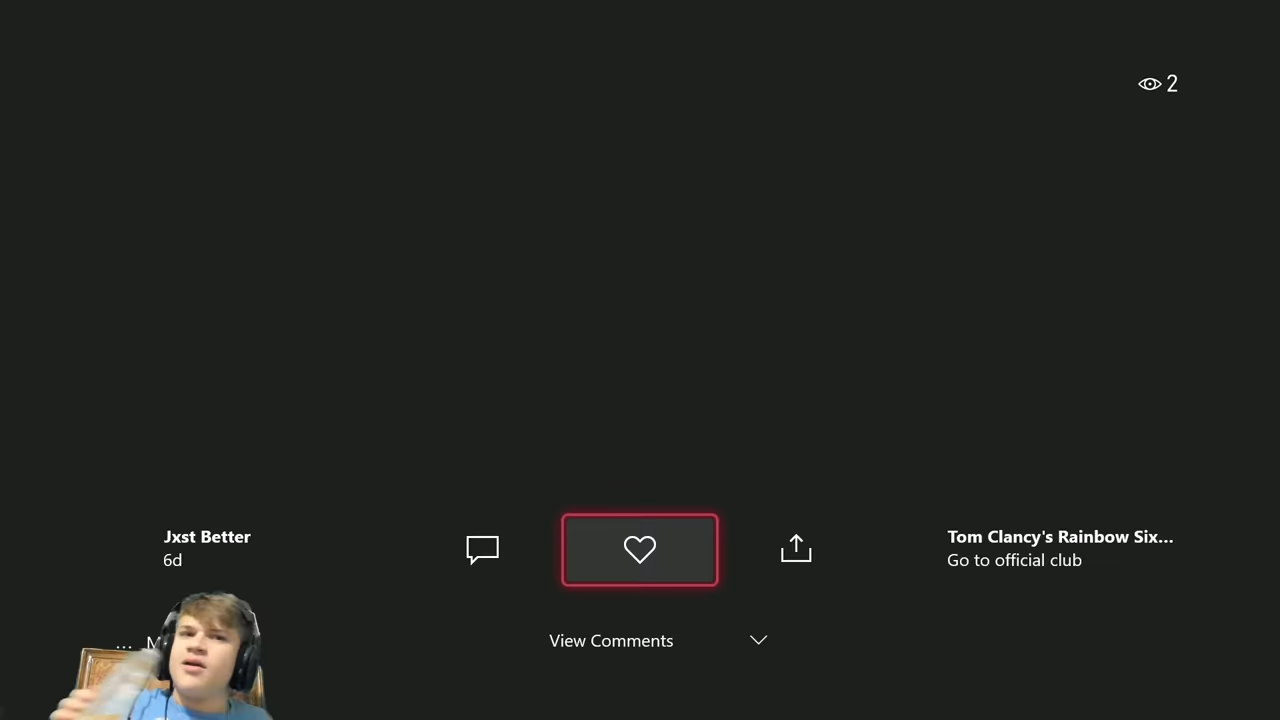 2
Jxst Better
6d
Tom Clancy's Rainbow Six...
Go to official club
... M
View Comments